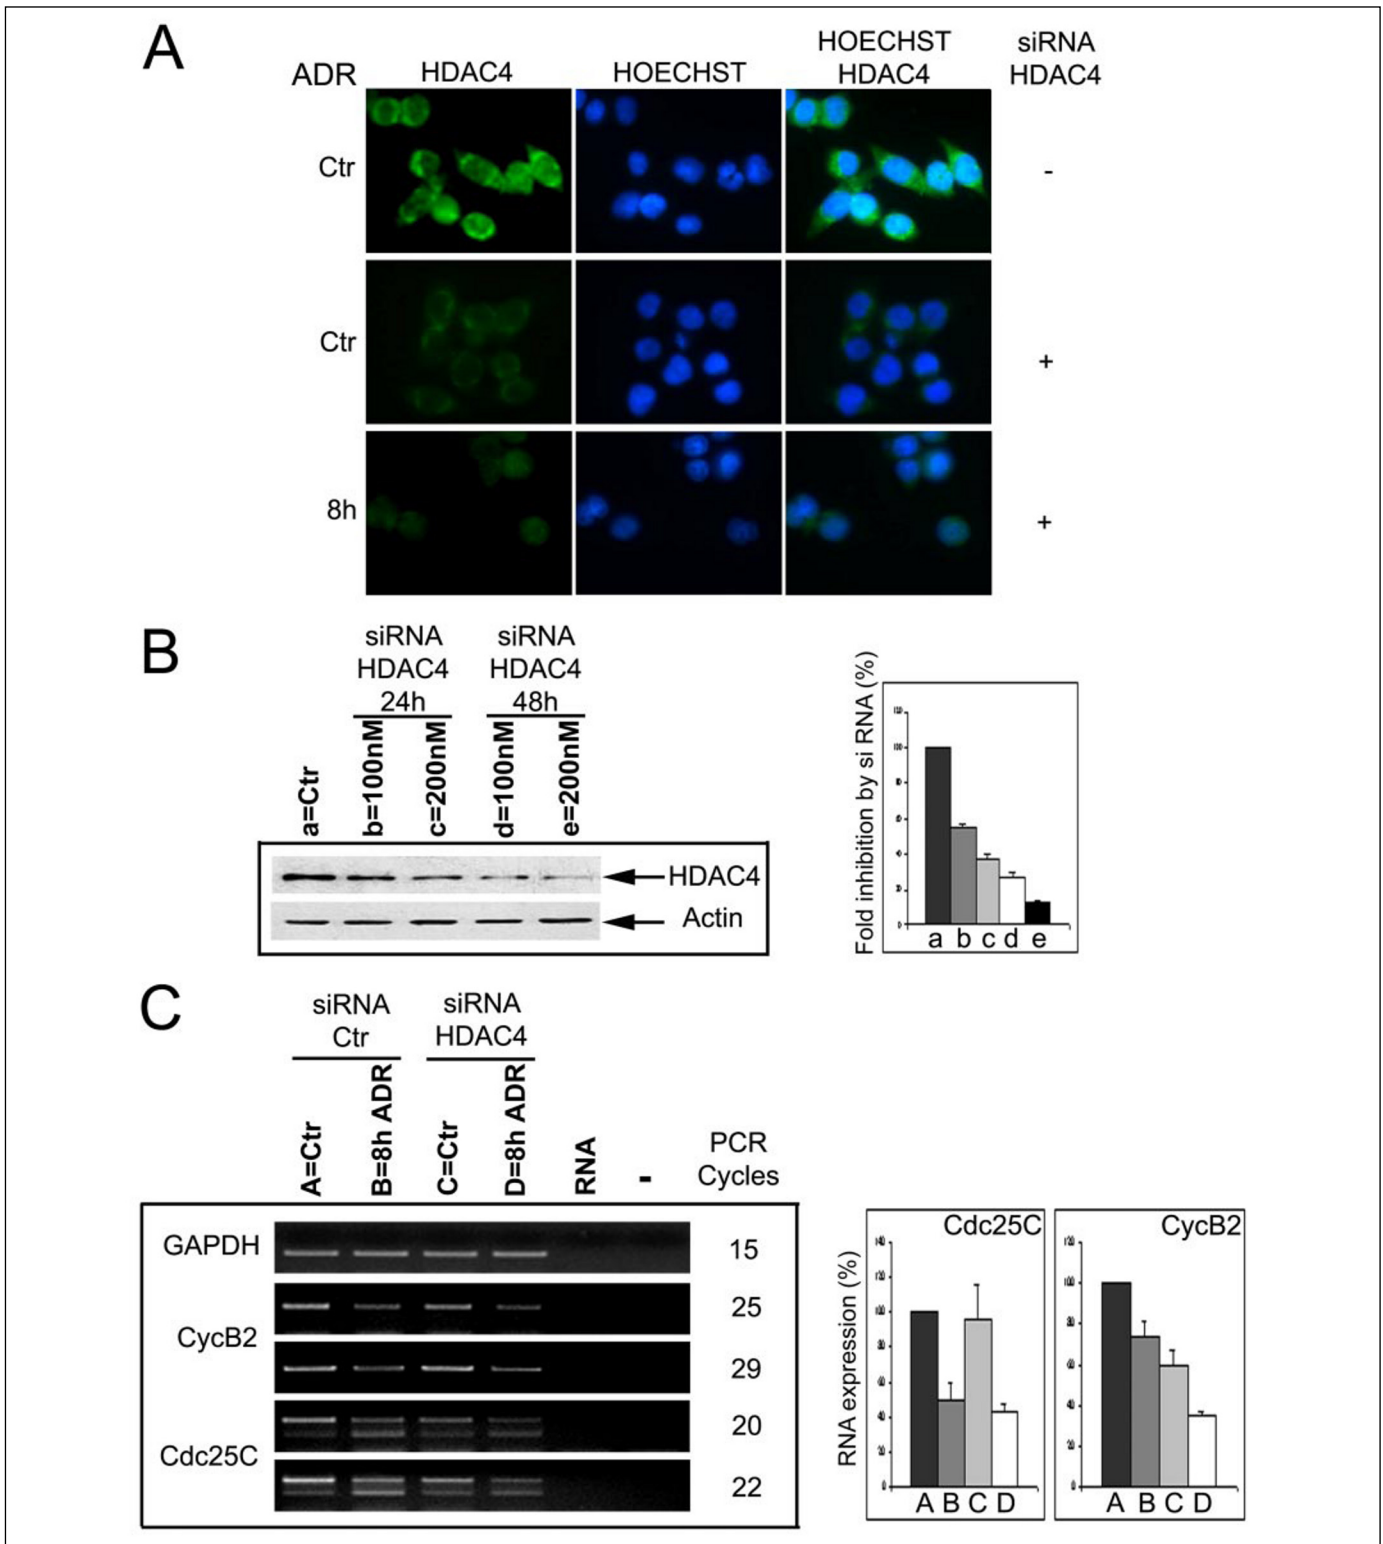 A
ADR
HDAC4
HOECHST
HOECHST
HDAC4
siRNA
HDAC4
Ctr
-
Ctr
+
8h
+
B
siRNA
HDAC4
24h
siRNA
HDAC4
48h
a=Ctr
b=100nM
c=200nM
d=100nM
e=200nM
HDAC4
Actin
Fold inhibition by si RNA (%)
a b c d e
C
siRNA
Ctr
siRNA
HDAC4
A=Ctr
B=8h ADR
C=Ctr
D=8h ADR
RNA
-
PCR
Cycles
GAPDH
15
CycB2
25
29
Cdc25C
20
22
RNA expression (%)
Cdc25C
A B C D
CycB2
A B C D